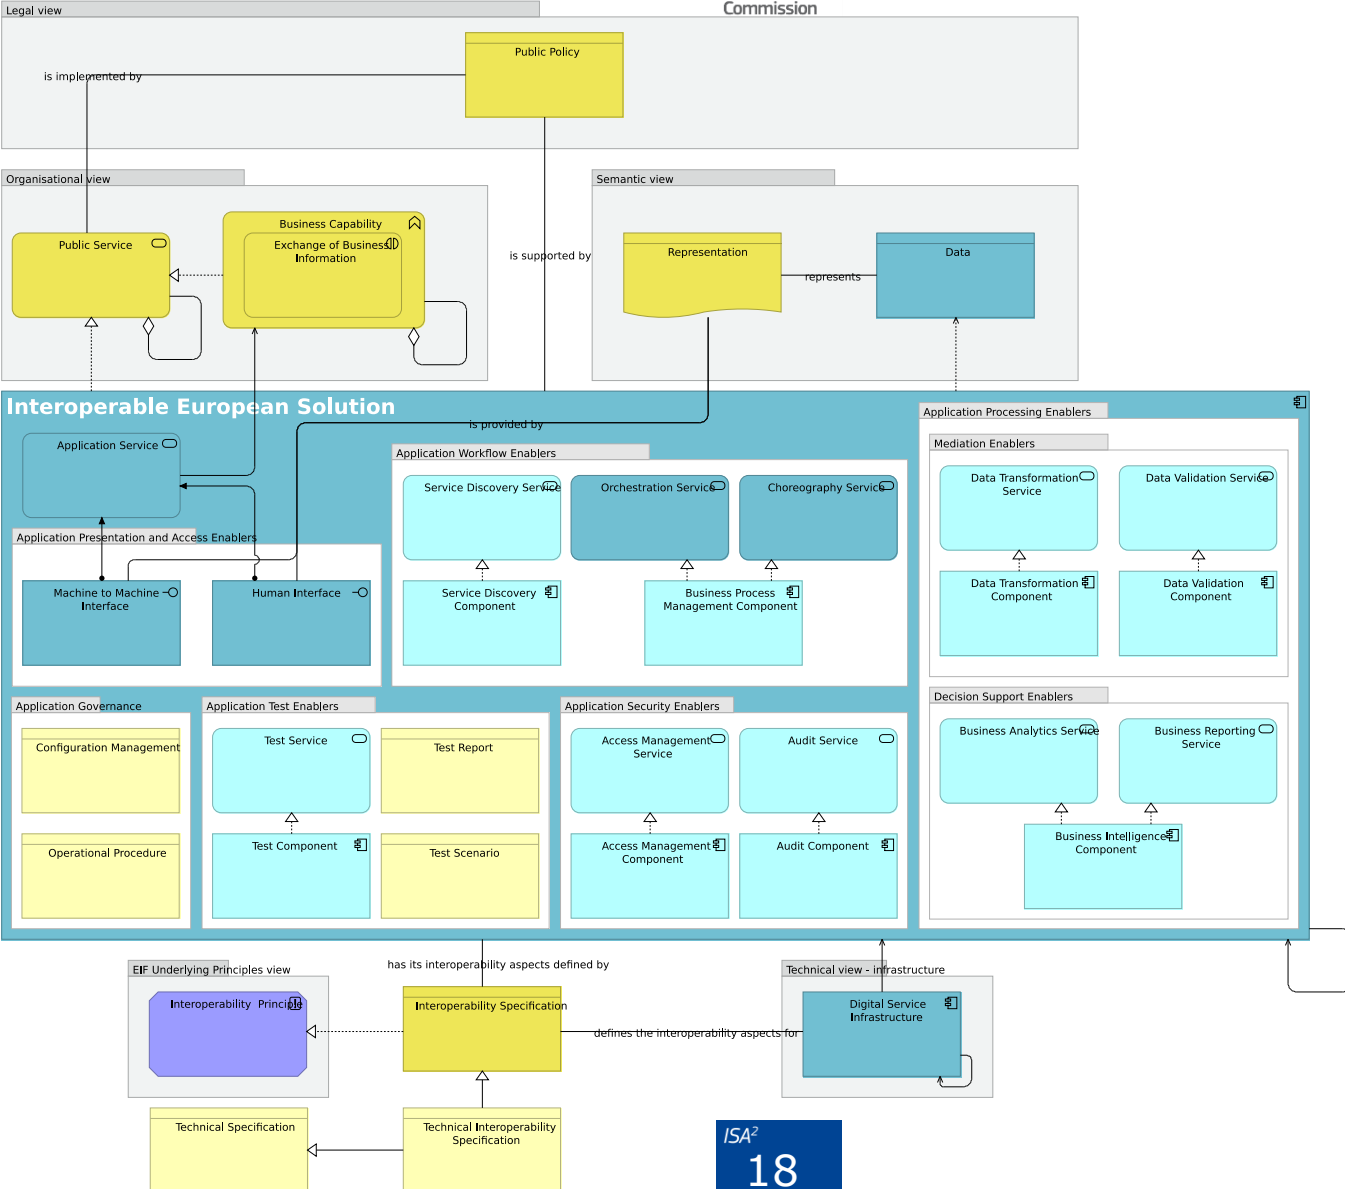 Commission
Legal view
Public Policy
is implemented by
Organisational view
Semantic view
Business Capability
Public Service
Exchange of Business
Information
is supported by
Representation
Data
represents
Interoperable European Solution
is provided by
Application Service
Application Presentation and Access Enablers
Machine to Machine
Interface
Human Interface
Application Workflow Enablers
Service Discovery Service
Orchestration Service
Choreography Service
Service Discovery
Component
Business Process
Management Component
Application Processing Enablers
Mediation Enablers
Data Transformation
Service
Data Validation Service
Data Transformation
Component
Data Validation
Component
Decision Support Enablers
Business Analytics Service
Business Reporting
Service
Business Intelligence
Component
Application Governance
Configuration Management
Operational Procedure
Application Test Enablers
Test Service
Test Report
Test Component
Test Scenario
Application Security Enablers
Access Management
Service
Audit Service
Access Management
Component
Audit Component
has its interoperability aspects defined by
EIF Underlying Principles view
Interoperability Principle
Interoperability Specification
defines the interoperability aspects for
Technical view - infrastructure
Digital Service
Infrastructure
Technical Specification
Technical Interoperability
Specification
ISA²
18